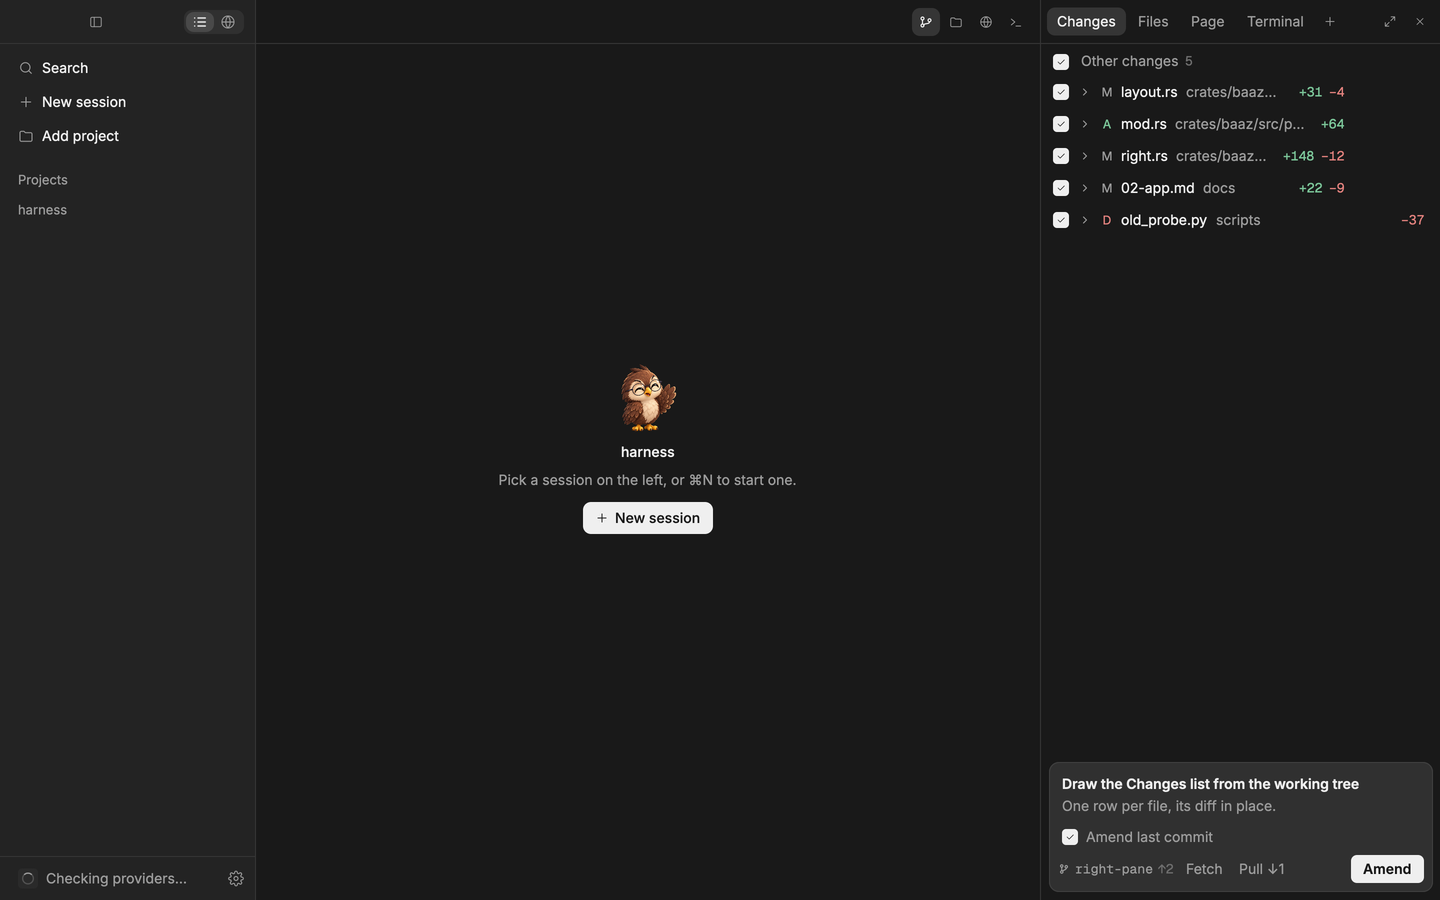 Changes Files Page Terminal
Search
New session
Add project
Projects
harness
Checking providers...
harness
Pick a session on the left, or ⌘N to start one.
New session
Other changes 5
M layout.rs crates/baaz... +31 −4
A mod.rs crates/baaz/src/p... +64
M right.rs crates/baaz... +148 −12
M 02-app.md docs +22 −9
D old_probe.py scripts −37
Draw the Changes list from the working tree
One row per file, its diff in place.
Amend last commit
right-pane ↑2 Fetch Pull ↓1 Amend